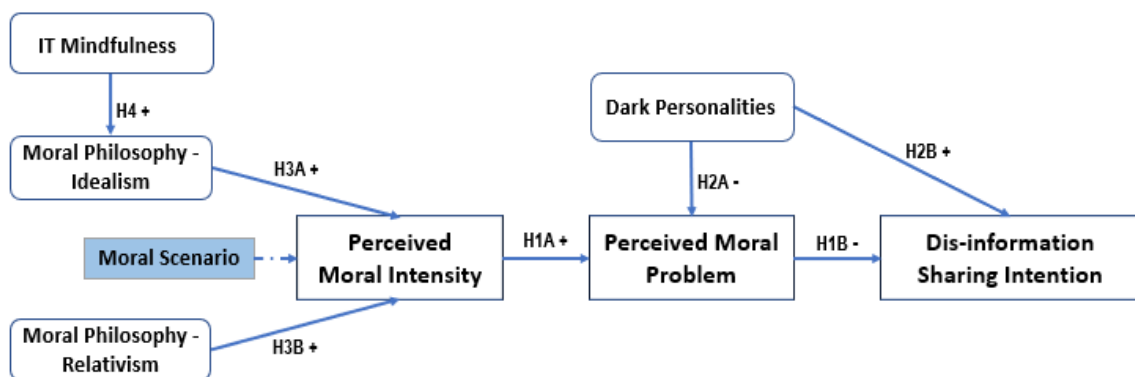 IT Mindfulness
H4 +
Moral Philosophy -
Idealism
H3A +
Dark Personalities
H2B +
H2A -
Moral Scenario
Perceived
Moral Intensity
H1A +
Perceived Moral
Problem
H1B -
Dis-information
Sharing Intention
Moral Philosophy -
Relativism
H3B +